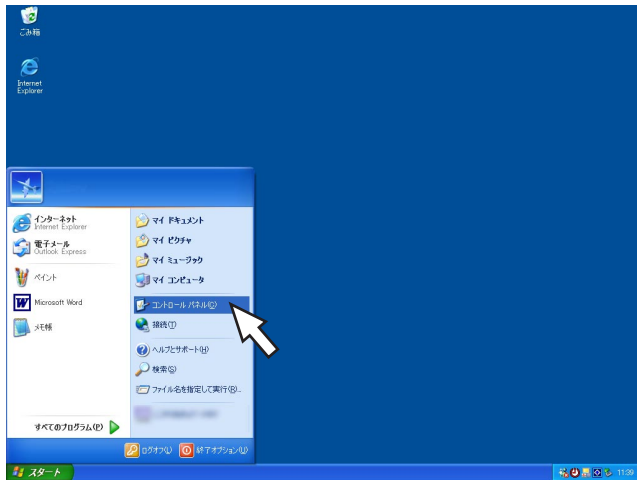 ごみ箱
Internet
Explorer
インターネット
Internet Explorer
電子メール
Outlook Express
ペイント
Microsoft Word
メモ帳
すべてのプログラム(P)
マイ ドキュメント
マイ ピクチャ
マイ ミュージック
マイ コンピュータ
コントロール パネル(C)
接続(T)
ヘルプとサポート(H)
検索(S)
ファイル名を指定して実行(R)...
ログオフ(L)
終了オプション(U)
スタート
11:39